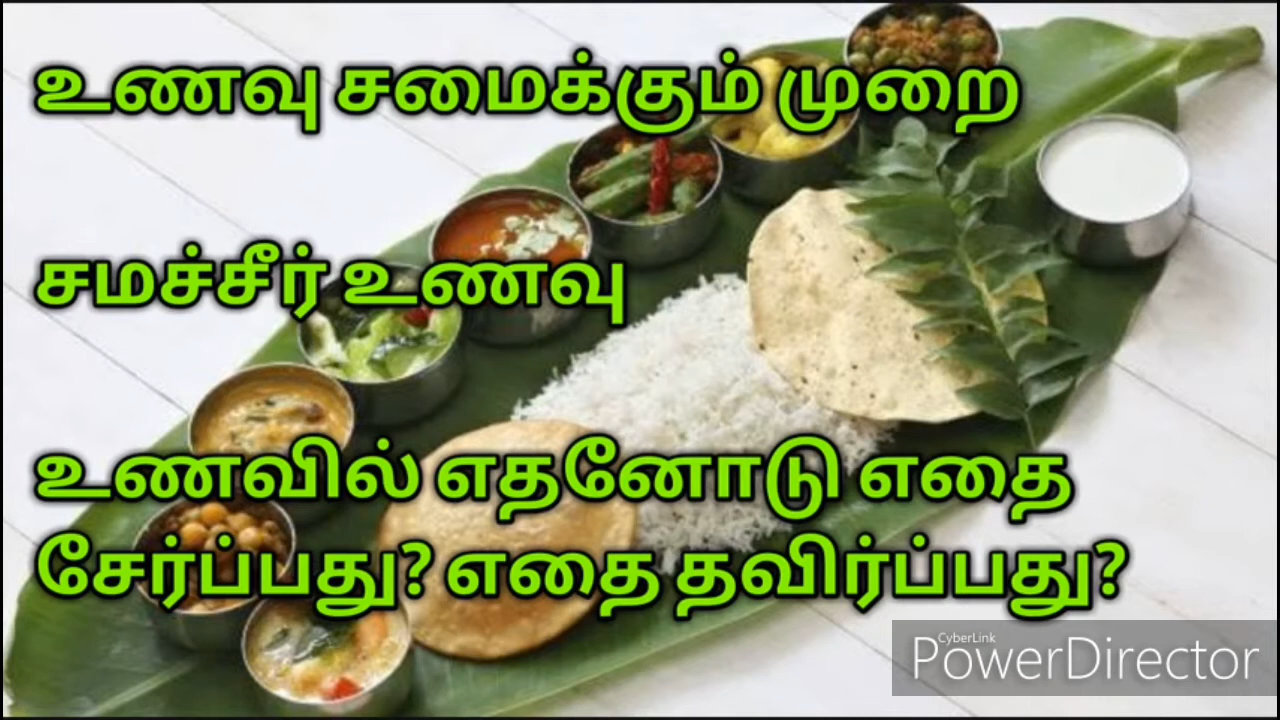 உணவு சமைக்கும் முறை
சமச்சீர் உணவு
உணவில் எதனோடு எதை
சேர்ப்பது? எதை தவிர்ப்பது?
CyberLink
PowerDirector